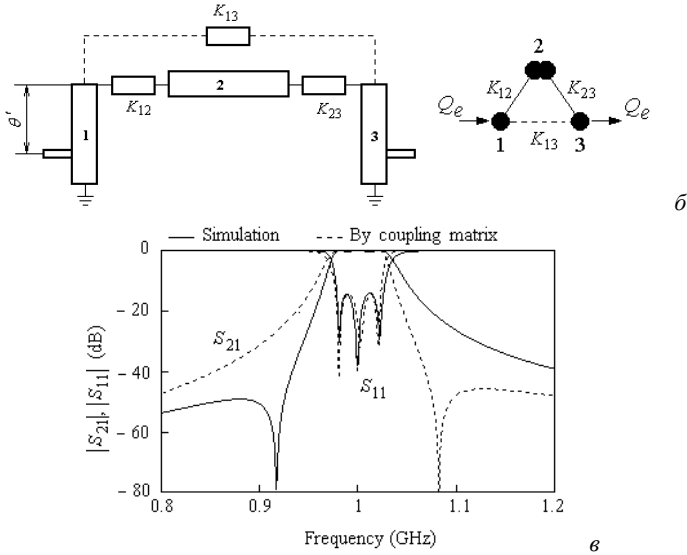 K13
K12
2
K23
θ′
1
3
2
K12
K23
Qe
Qe
K13
1
3
б
Simulation
By coupling matrix
|S21|, |S11| (dB)
0
– 20
– 40
– 60
– 80
S21
S11
0.8
0.9
1
1.1
1.2
Frequency (GHz)
в